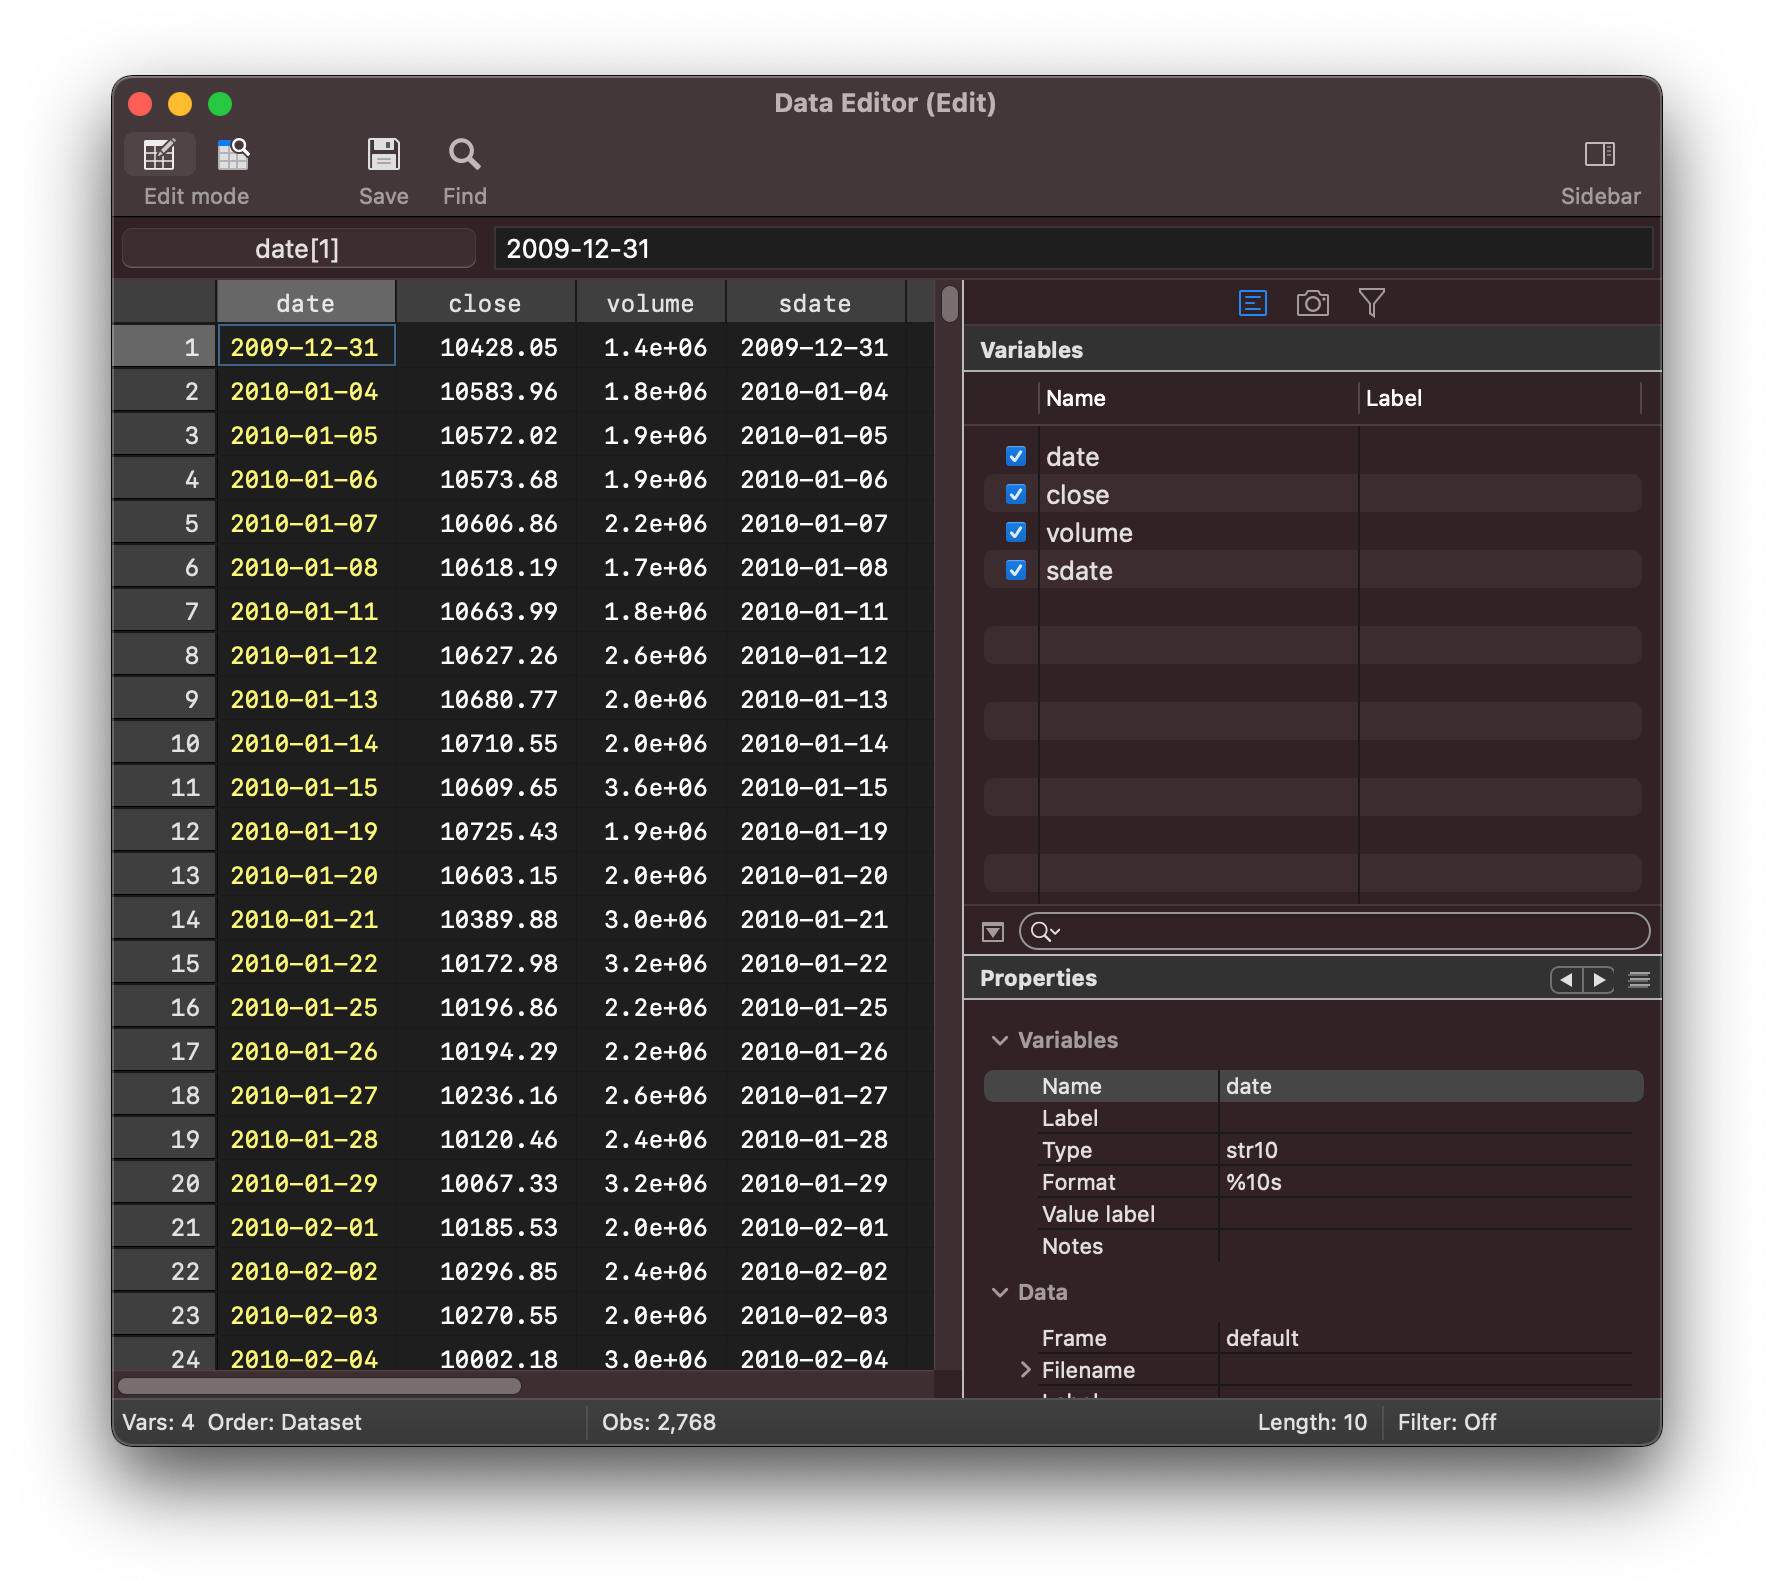 Data Editor (Edit)
Edit mode Save Find Sidebar
date[1] 2009-12-31
date close volume sdate
1 2009-12-31 10428.05 1.4e+06 2009-12-31
2 2010-01-04 10583.96 1.8e+06 2010-01-04
3 2010-01-05 10572.02 1.9e+06 2010-01-05
4 2010-01-06 10573.68 1.9e+06 2010-01-06
5 2010-01-07 10606.86 2.2e+06 2010-01-07
6 2010-01-08 10618.19 1.7e+06 2010-01-08
7 2010-01-11 10663.99 1.8e+06 2010-01-11
8 2010-01-12 10627.26 2.6e+06 2010-01-12
9 2010-01-13 10680.77 2.0e+06 2010-01-13
10 2010-01-14 10710.55 2.0e+06 2010-01-14
11 2010-01-15 10609.65 3.6e+06 2010-01-15
12 2010-01-19 10725.43 1.9e+06 2010-01-19
13 2010-01-20 10603.15 2.0e+06 2010-01-20
14 2010-01-21 10389.88 3.0e+06 2010-01-21
15 2010-01-22 10172.98 3.2e+06 2010-01-22
16 2010-01-25 10196.86 2.2e+06 2010-01-25
17 2010-01-26 10194.29 2.2e+06 2010-01-26
18 2010-01-27 10236.16 2.6e+06 2010-01-27
19 2010-01-28 10120.46 2.4e+06 2010-01-28
20 2010-01-29 10067.33 3.2e+06 2010-01-29
21 2010-02-01 10185.53 2.0e+06 2010-02-01
22 2010-02-02 10296.85 2.4e+06 2010-02-02
23 2010-02-03 10270.55 2.0e+06 2010-02-03
24 2010-02-04 10002.18 3.0e+06 2010-02-04
Variables
Name Label
date
close
volume
sdate
Properties
Variables
Name date
Label
Type str10
Format %10s
Value label
Notes
Data
Frame default
Filename
Vars: 4 Order: Dataset Obs: 2,768 Length: 10 Filter: Off